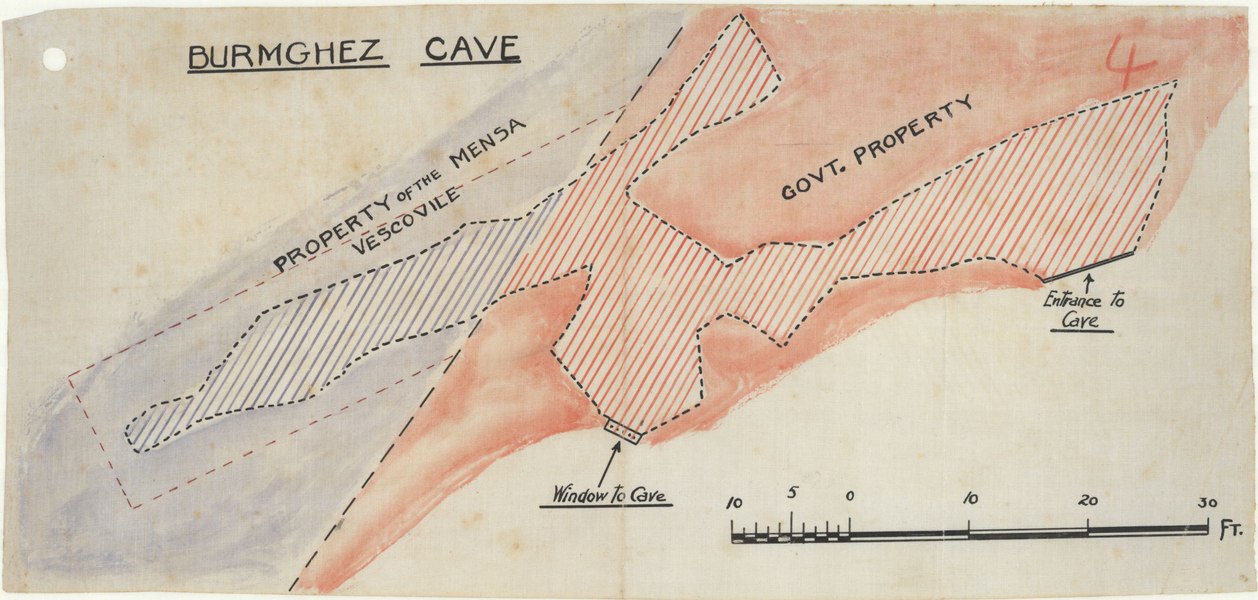 BURMGHEZ CAVE
4
PROPERTY OF THE MENSA
VESCOVILE
GOVT. PROPERTY
Entrance to
Cave
Window to Cave
10 5 0 10 20 30
FT.